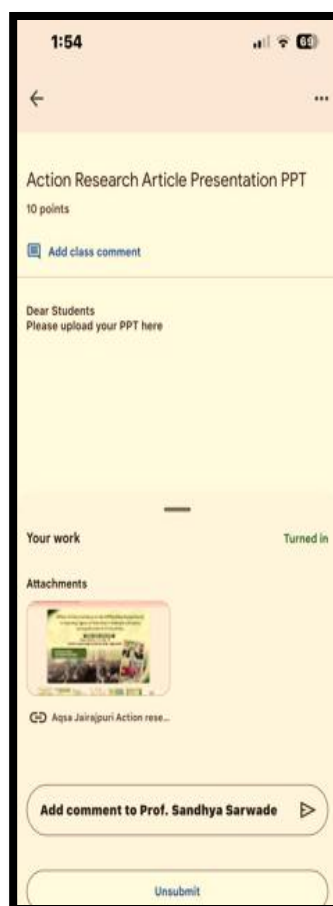 1:54
69
Action Research Article Presentation PPT
10 points
Add class comment
Dear Students
Please upload your PPT here
Your work
Turned in
Attachments
Aqsa Jairajpuri Action rese...
Add comment to Prof. Sandhya Sarwade
Unsubmit